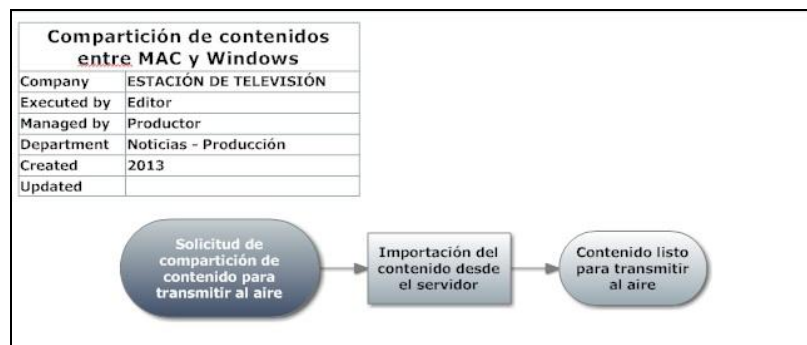 Compartición de contenidos
entre MAC y Windows
Company ESTACIÓN DE TELEVISIÓN
Executed by Editor
Managed by Productor
Department Noticias - Producción
Created 2013
Updated
Solicitud de
compartición de
contenido para
transmitir al aire
Importación del
contenido desde
el servidor
Contenido listo
para transmitir
al aire